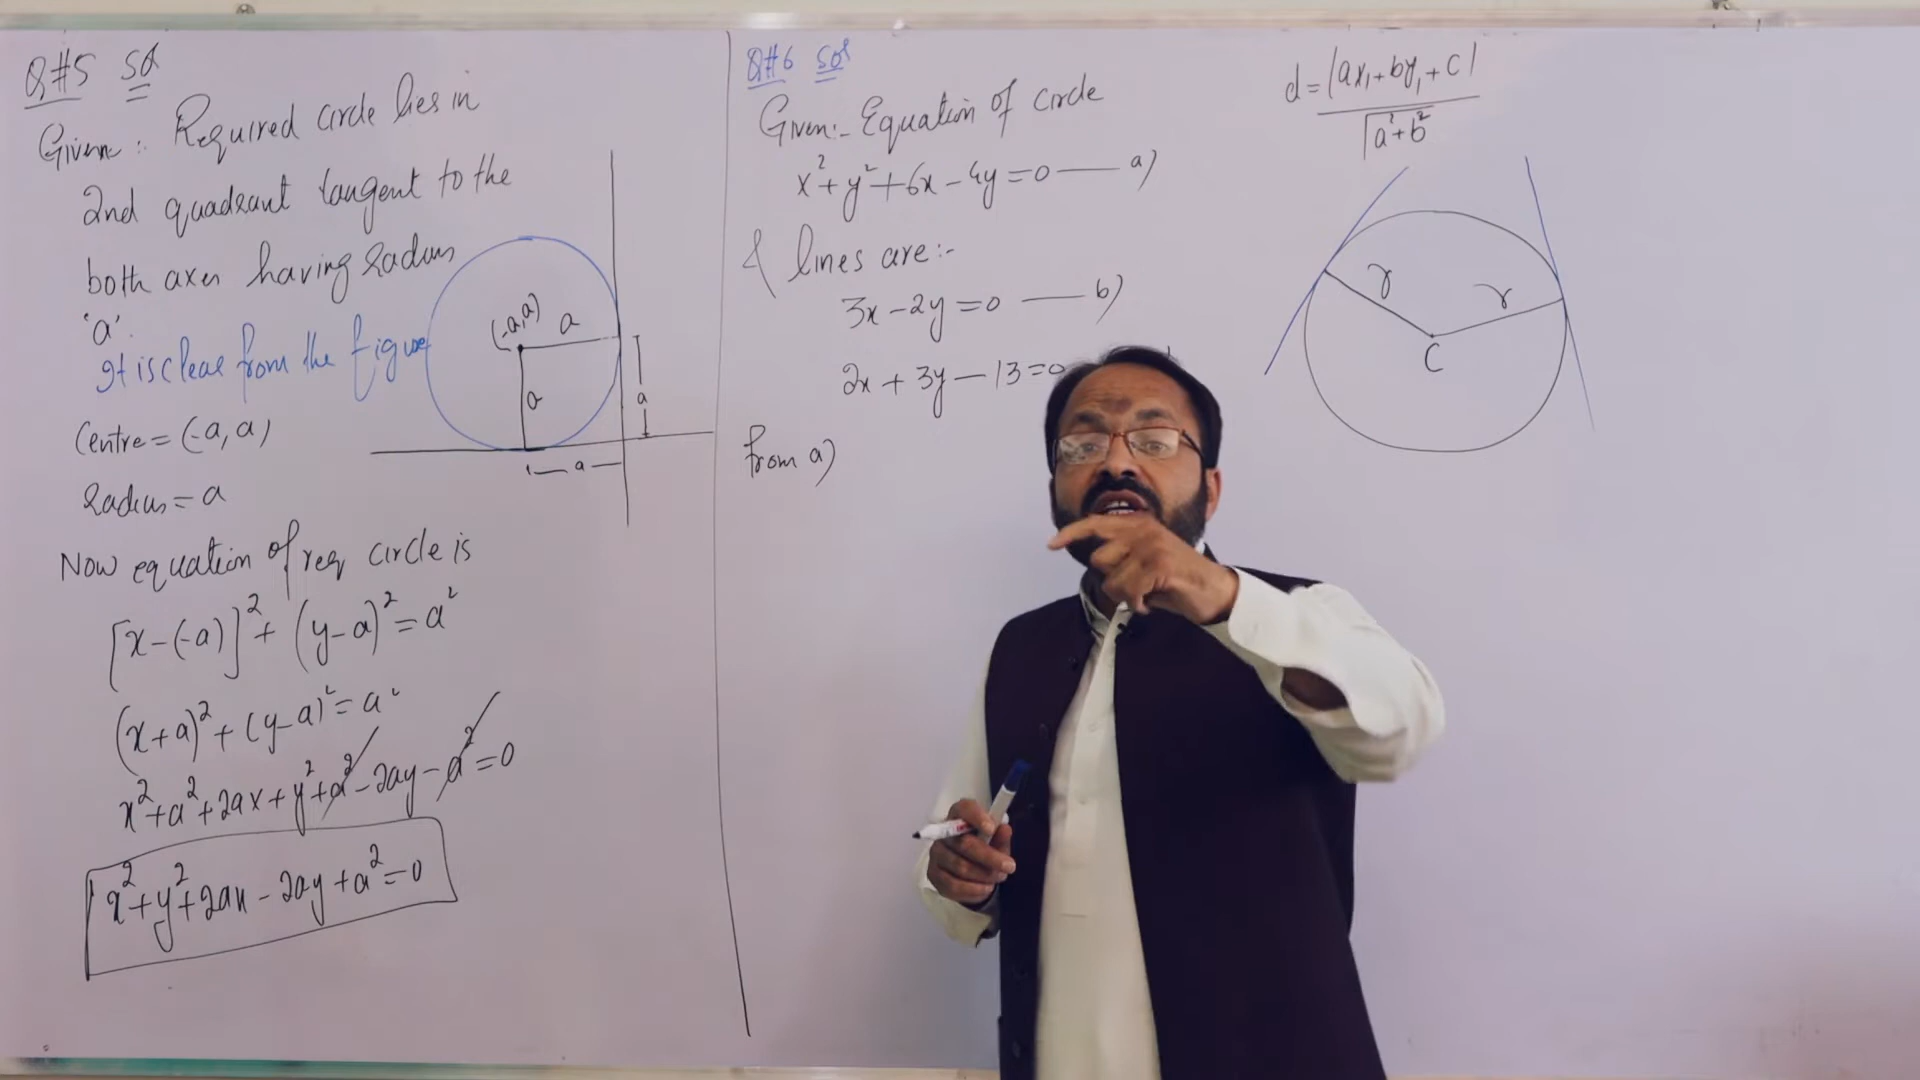 Q#5 Sol
Given:- Required circle lies in
2nd quadrant tangent to the
both axes having radius
'a'.
It is clear from the figure
Centre = (-a, a)
Radius = a
Now equation of req circle is
[x-(-a)]²+(y-a)²=a²
(x+a)²+(y-a)²=a²
x²+a²+2ax+y²+a²-2ay-a²=0
x²+y²+2ax-2ay+a²=0
(-a,a)
a
a
a
a
Q#6 Sol
Given:- Equation of circle
x²+y²+6x-4y=0 — a)
& lines are:-
3x-2y=0 — b)
2x+3y-13=0
from a)
d=|ax₁+by₁+c|
√a²+b²
r
r
C